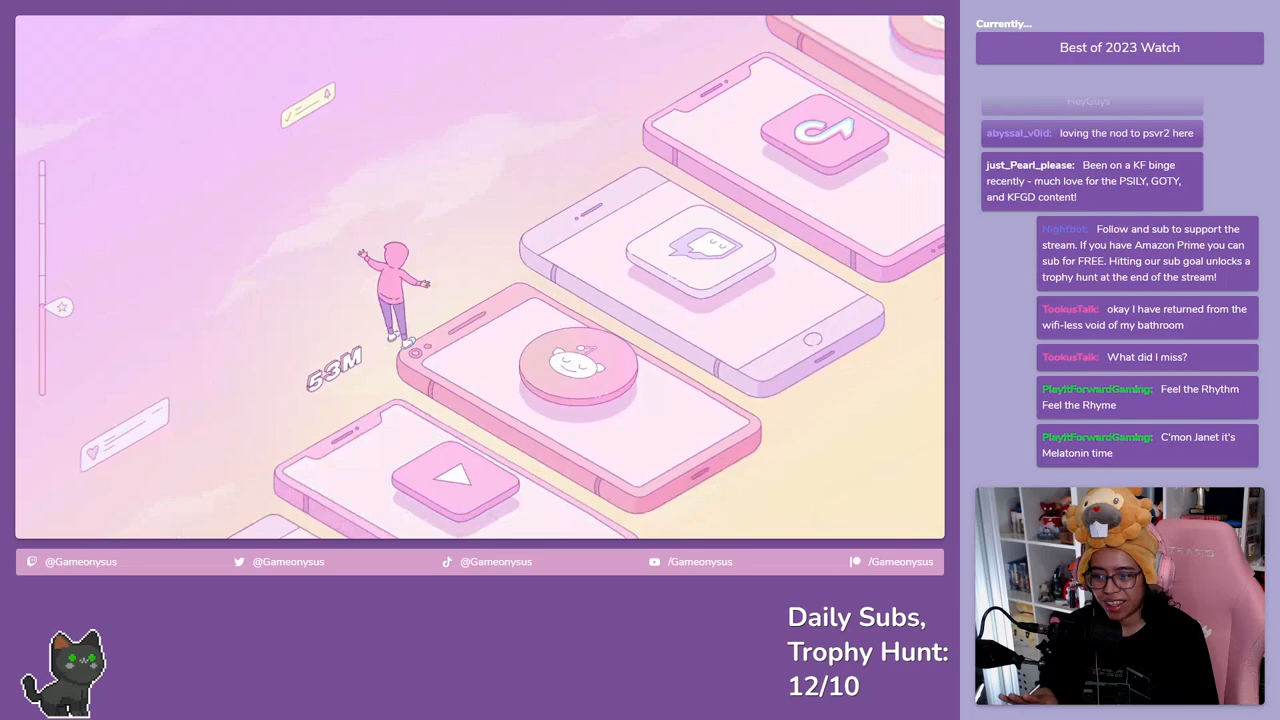 Currently...
Best of 2023 Watch
HeyGuys
abyssal_v0id: loving the nod to psvr2 here
just_Pearl_please: Been on a KF binge
recently - much love for the PSILY, GOTY,
and KFGD content!
Nightbot: Follow and sub to support the
stream. If you have Amazon Prime you can
sub for FREE. Hitting our sub goal unlocks a
trophy hunt at the end of the stream!
TookusTalk: okay I have returned from the
wifi-less void of my bathroom
TookusTalk: What did I miss?
PlayItForwardGaming: Feel the Rhythm
Feel the Rhyme
PlayItForwardGaming: C'mon Janet it's
Melatonin time
53M
@Gameonysus
@Gameonysus
@Gameonysus
/Gameonysus
/Gameonysus
Daily Subs,
Trophy Hunt:
12/10